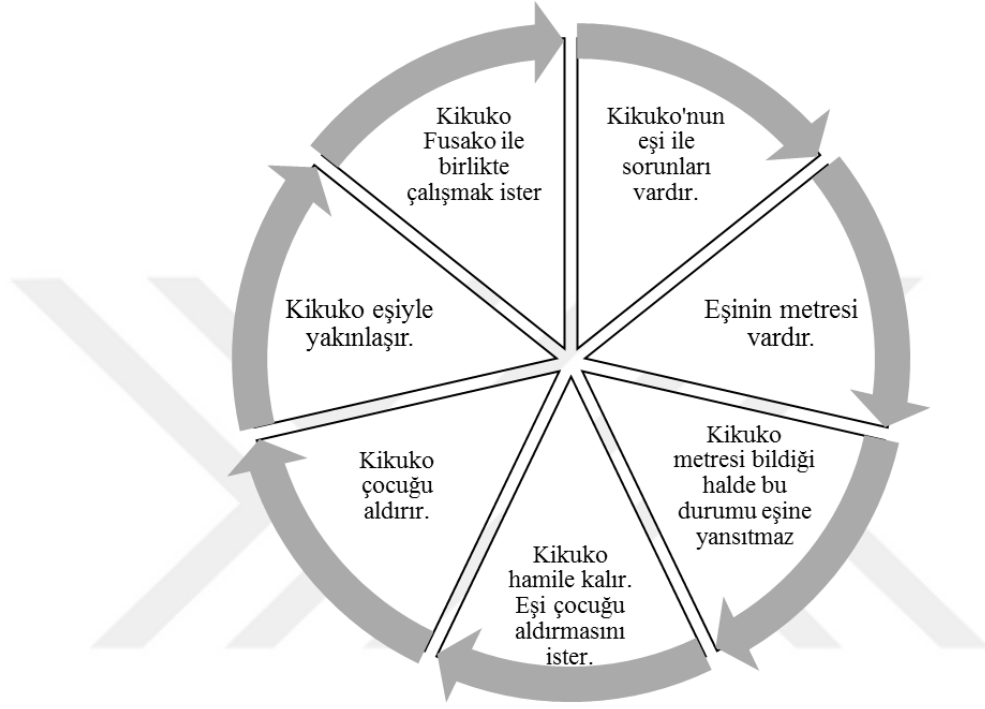 Kikuko'nun
eşi ile
sorunları
vardır.
Eşinin metresi
vardır.
Kikuko
metresi bildiği
halde bu
durumu eşine
yansıtmaz
Kikuko
hamile kalır.
Eşi çocuğu
aldırmasını
ister.
Kikuko
çocuğu
aldırır.
Kikuko eşiyle
yakınlaşır.
Kikuko
Fusako ile
birlikte
çalışmak ister